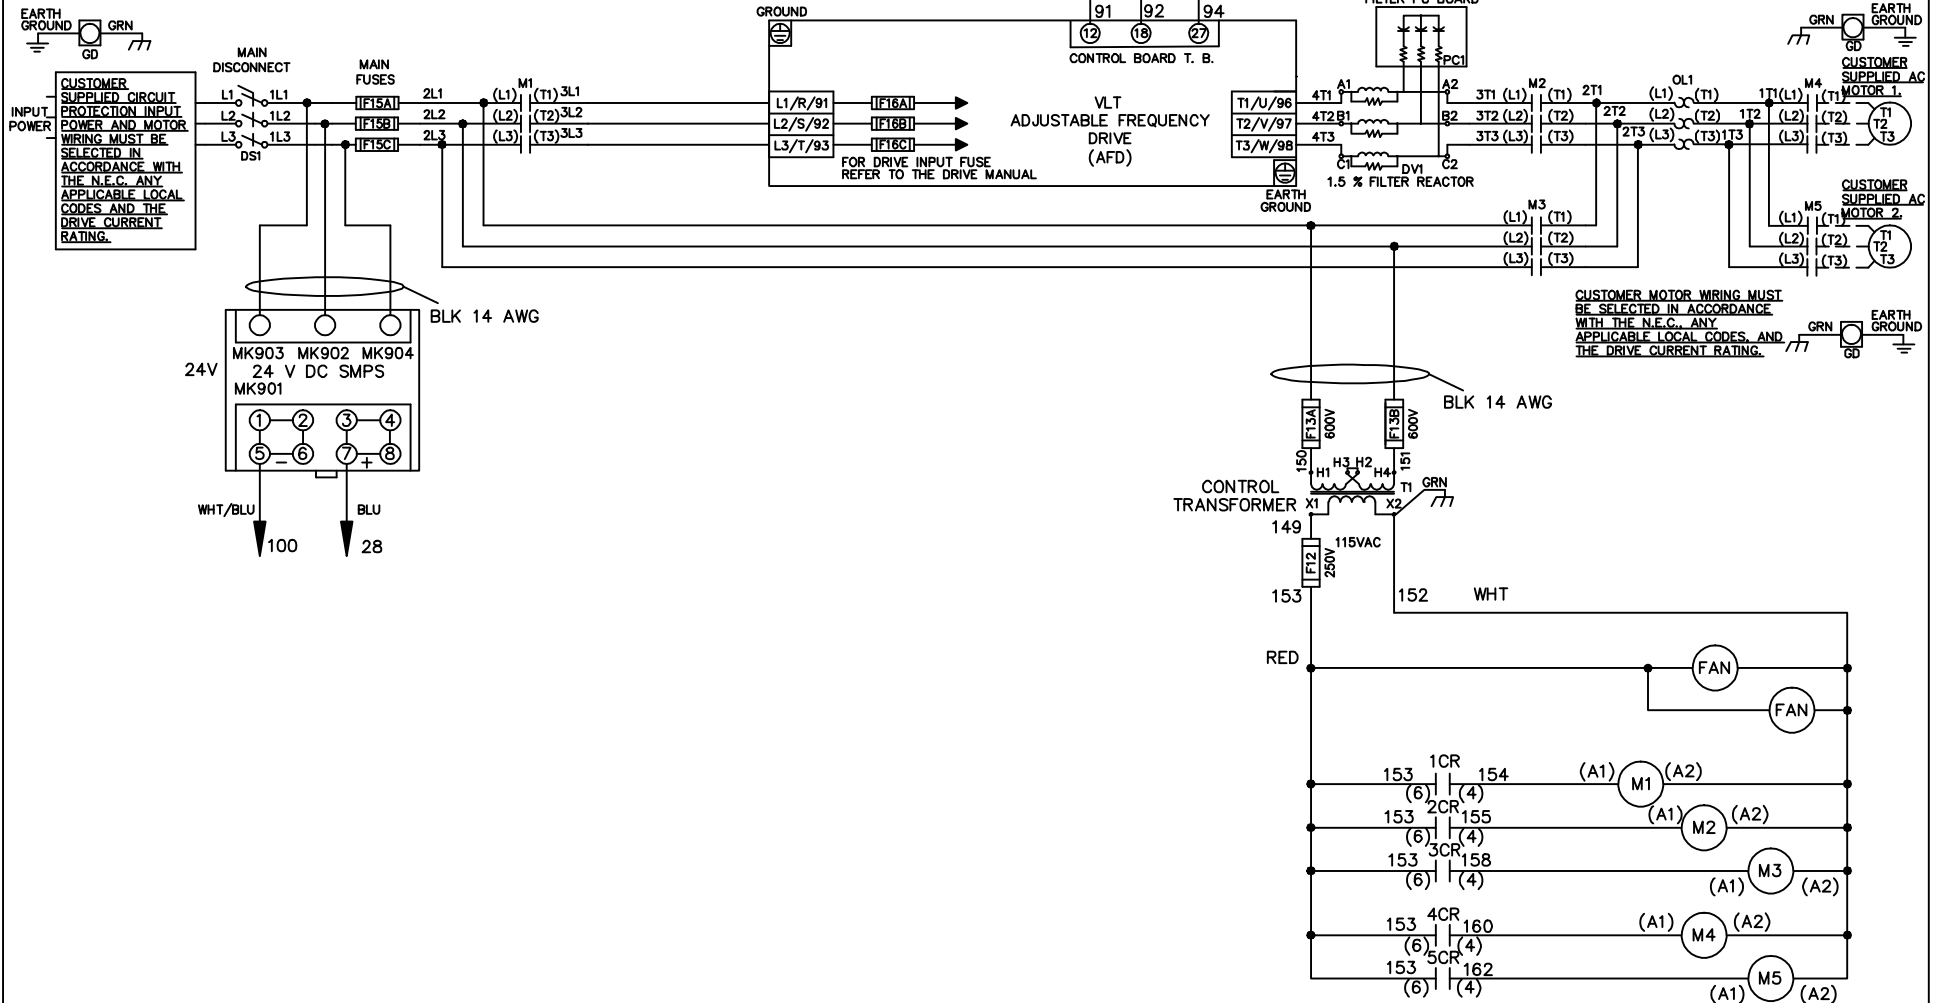 EARTH
GROUND
GRN
GD
CUSTOMER
SUPPLIED CIRCUIT
PROTECTION INPUT
POWER AND MOTOR
WIRING MUST BE
SELECTED IN
ACCORDANCE WITH
THE N.E.C. ANY
APPLICABLE LOCAL
CODES AND THE
DRIVE CURRENT
RATING.
INPUT
POWER
MAIN
DISCONNECT
L1 1L1
L2 1L2
L3 1L3
DS1
MAIN
FUSES
F15A
F15B
F15C
2L1
2L2
2L3
M1
(L1) (T1) 3L1
(L2) (T2) 3L2
(L3) (T3) 3L3
GROUND
L1/R/91
L2/S/92
L3/T/93
F16A
F16B
F16C
FOR DRIVE INPUT FUSE
REFER TO THE DRIVE MANUAL
91 92 94
12 18 27
CONTROL BOARD T. B.
VLT
ADJUSTABLE FREQUENCY
DRIVE
(AFD)
T1/U/96
T2/V/97
T3/W/98
EARTH
GROUND
PC1
4T1 A1 A2
4T2 B1 B2
4T3 C1 C2
DV1
1.5 % FILTER REACTOR
M2
3T1 (L1) (T1) 2T1
3T2 (L2) (T2) 2T2
3T3 (L3) (T3) 2T3
OL1
(L1) (T1) 1T1
(L2) (T2) 1T2
(L3) (T3) 1T3
M4
(L1) (T1)
(L2) (T2)
(L3) (T3)
T1
T2
T3
GRN
GD
EARTH
GROUND
CUSTOMER
SUPPLIED AC
MOTOR 1.
M3
(L1) (T1)
(L2) (T2)
(L3) (T3)
M5
(L1) (T1)
(L2) (T2)
(L3) (T3)
T1
T2
T3
CUSTOMER
SUPPLIED AC
MOTOR 2.
CUSTOMER MOTOR WIRING MUST
BE SELECTED IN ACCORDANCE
WITH THE N.E.C., ANY
APPLICABLE LOCAL CODES, AND
THE DRIVE CURRENT RATING.
GRN
GD
EARTH
GROUND
BLK 14 AWG
MK903 MK902 MK904
24V
24 V DC SMPS
MK901
1 2 3 4
5 - 6 7 + 8
WHT/BLU
BLU
100
28
BLK 14 AWG
F13A
600V
F13B
600V
150
151
H1 H3 H2 H4
T1
GRN
CONTROL
TRANSFORMER
X1 X2
149
115VAC
F12
250V
153
152
WHT
RED
FAN
FAN
1CR
153 154
(6) (4)
(A1) M1 (A2)
2CR
153 155
(6) (4)
(A1) M2 (A2)
3CR
153 158
(6) (4)
(A1) M3 (A2)
4CR
153 160
(6) (4)
(A1) M4 (A2)
5CR
153 162
(6) (4)
(A1) M5 (A2)